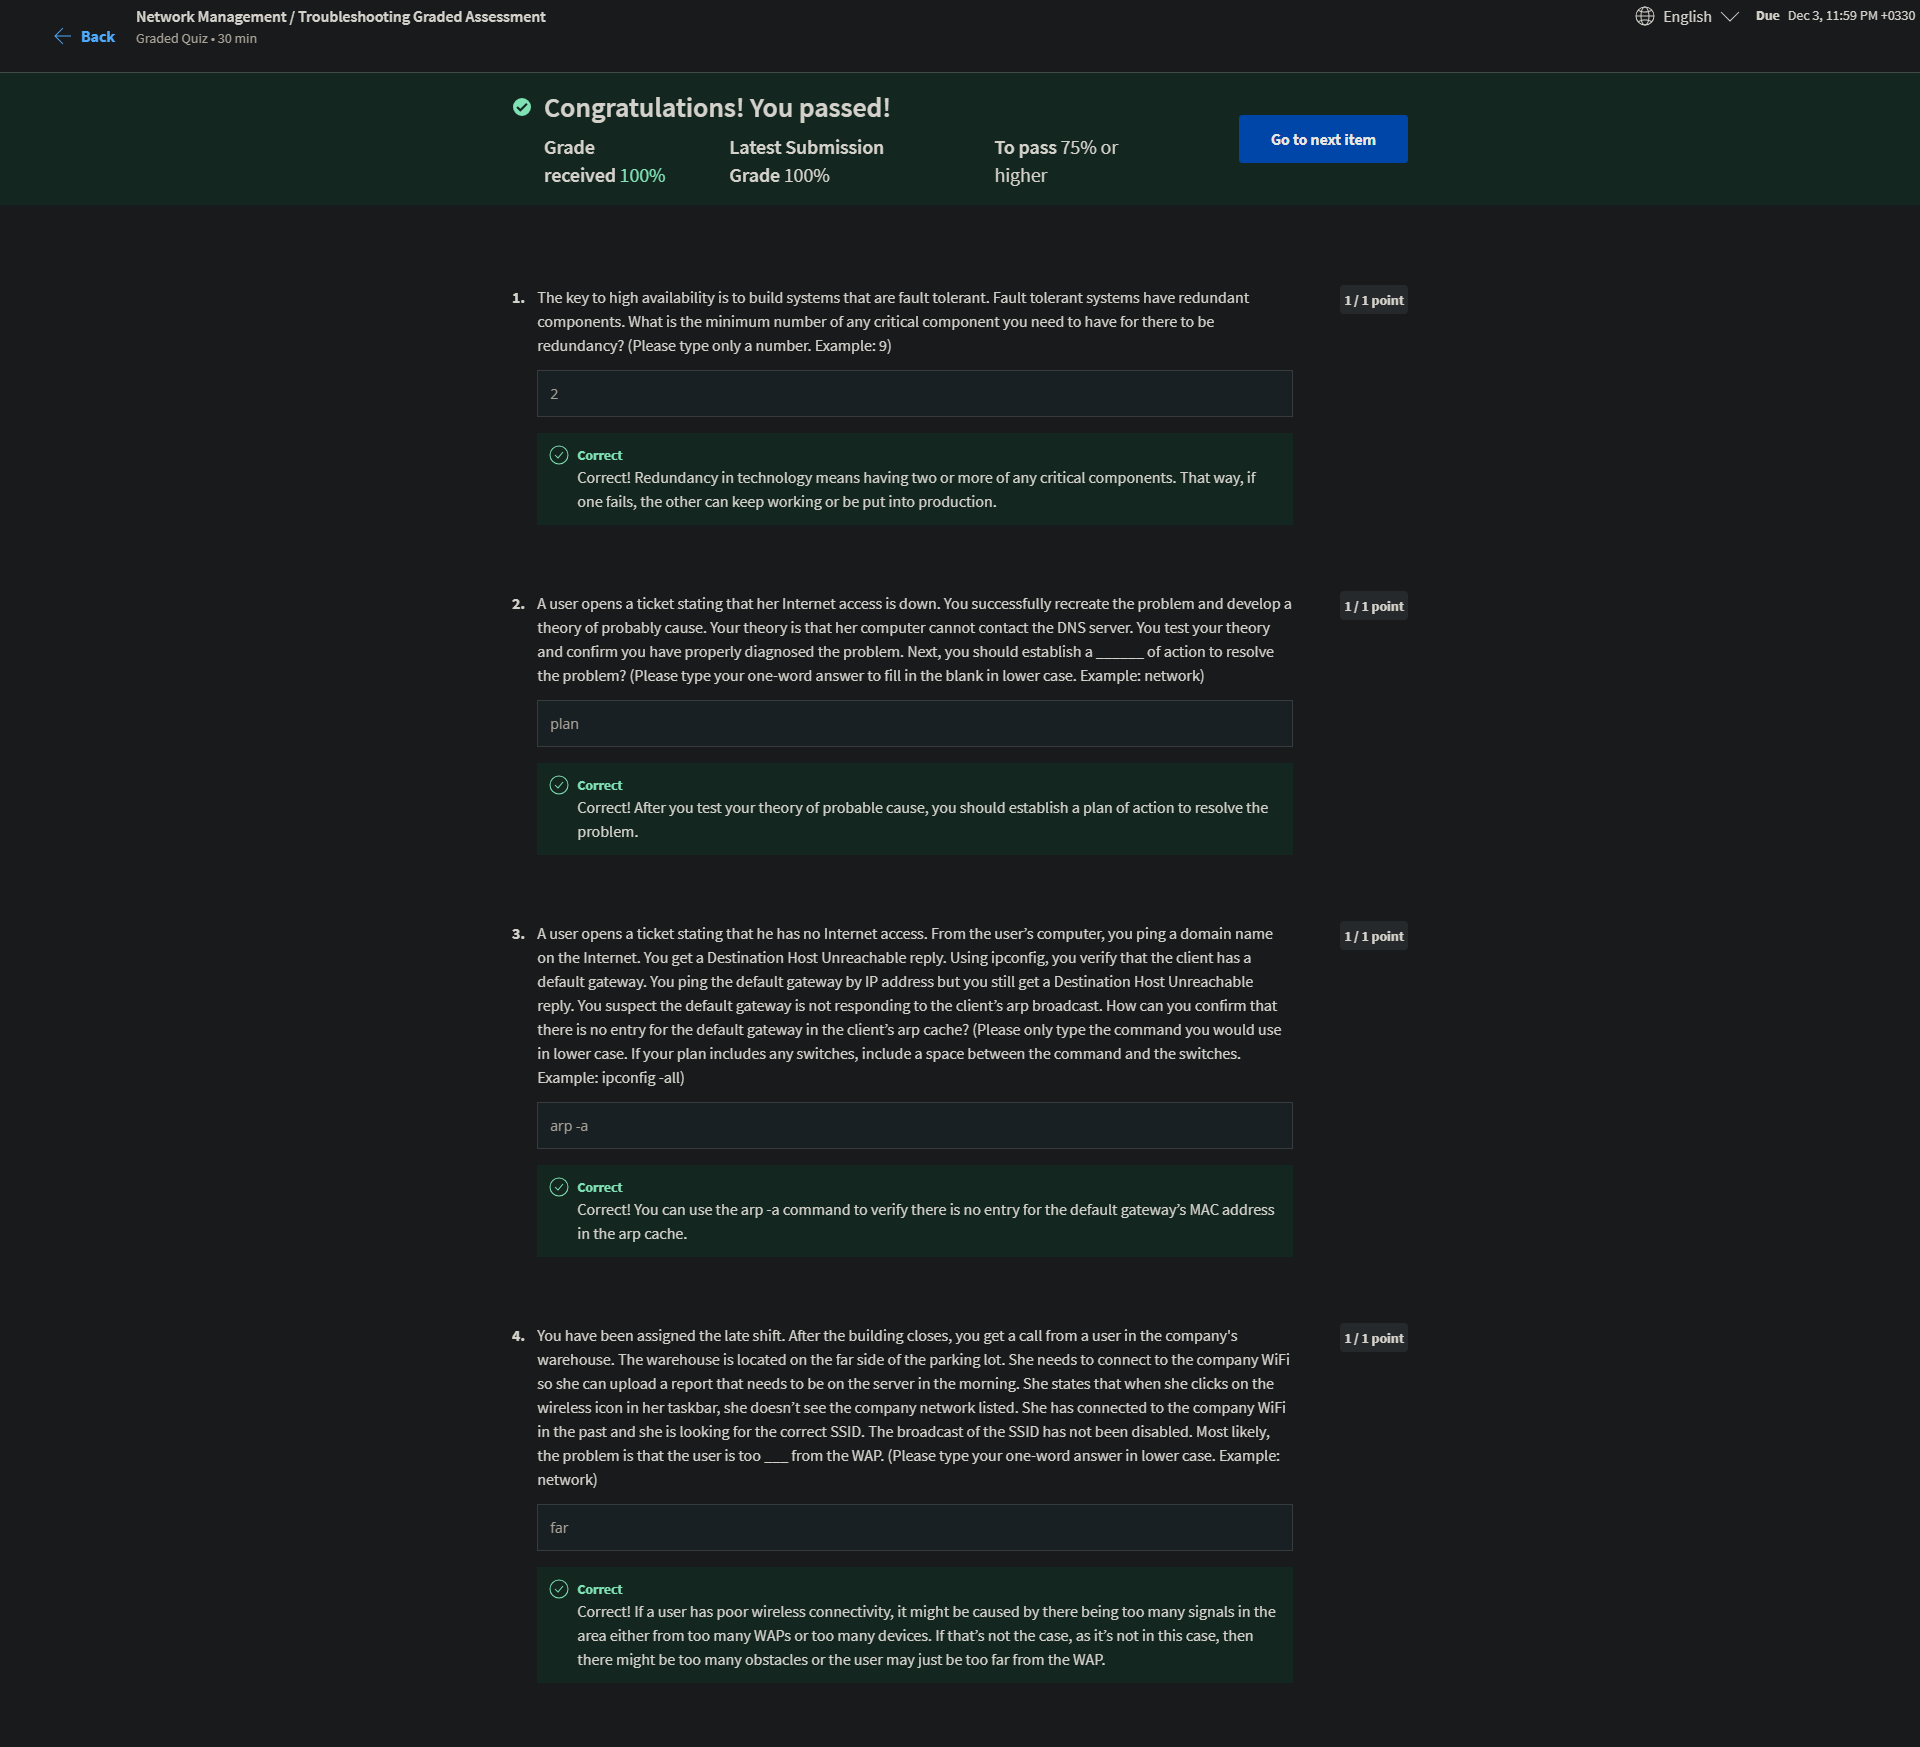 Back
Network Management / Troubleshooting Graded Assessment
Graded Quiz • 30 min
English
Due Dec 3, 11:59 PM +0330
Congratulations! You passed!
Grade received 100%
Latest Submission Grade 100%
To pass 75% or higher
Go to next item
1. The key to high availability is to build systems that are fault tolerant. Fault tolerant systems have redundant
components. What is the minimum number of any critical component you need to have for there to be
redundancy? (Please type only a number. Example: 9)
1 / 1 point
2
Correct
Correct! Redundancy in technology means having two or more of any critical components. That way, if
one fails, the other can keep working or be put into production.
2. A user opens a ticket stating that her Internet access is down. You successfully recreate the problem and develop a
theory of probably cause. Your theory is that her computer cannot contact the DNS server. You test your theory
and confirm you have properly diagnosed the problem. Next, you should establish a ______ of action to resolve
the problem? (Please type your one-word answer to fill in the blank in lower case. Example: network)
1 / 1 point
plan
Correct
Correct! After you test your theory of probable cause, you should establish a plan of action to resolve the
problem.
3. A user opens a ticket stating that he has no Internet access. From the user’s computer, you ping a domain name
on the Internet. You get a Destination Host Unreachable reply. Using ipconfig, you verify that the client has a
default gateway. You ping the default gateway by IP address but you still get a Destination Host Unreachable
reply. You suspect the default gateway is not responding to the client’s arp broadcast. How can you confirm that
there is no entry for the default gateway in the client’s arp cache? (Please only type the command you would use
in lower case. If your plan includes any switches, include a space between the command and the switches.
Example: ipconfig -all)
1 / 1 point
arp -a
Correct
Correct! You can use the arp -a command to verify there is no entry for the default gateway’s MAC address
in the arp cache.
4. You have been assigned the late shift. After the building closes, you get a call from a user in the company's
warehouse. The warehouse is located on the far side of the parking lot. She needs to connect to the company WiFi
so she can upload a report that needs to be on the server in the morning. She states that when she clicks on the
wireless icon in her taskbar, she doesn’t see the company network listed. She has connected to the company WiFi
in the past and she is looking for the correct SSID. The broadcast of the SSID has not been disabled. Most likely,
the problem is that the user is too ___ from the WAP. (Please type your one-word answer in lower case. Example:
network)
1 / 1 point
far
Correct
Correct! If a user has poor wireless connectivity, it might be caused by there being too many signals in the
area either from too many WAPs or too many devices. If that’s not the case, as it’s not in this case, then
there might be too many obstacles or the user may just be too far from the WAP.